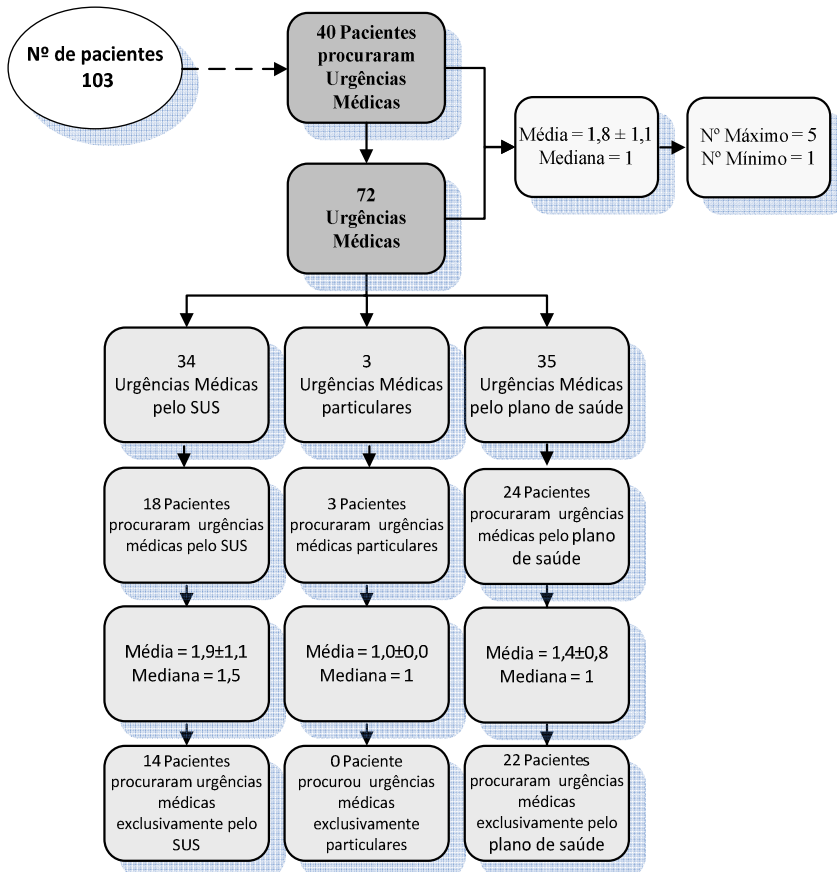 Nº de pacientes
103
40 Pacientes
procuraram
Urgências
Médicas
Média = 1,8 ± 1,1
Mediana = 1
Nº Máximo = 5
Nº Mínimo = 1
72
Urgências
Médicas
34
Urgências Médicas
pelo SUS
3
Urgências Médicas
particulares
35
Urgências Médicas
pelo plano de saúde
18 Pacientes
procuraram urgências
médicas pelo SUS
3 Pacientes
procuraram urgências
médicas particulares
24 Pacientes
procuraram urgências
médicas pelo plano
de saúde
Média = 1,9±1,1
Mediana = 1,5
Média = 1,0±0,0
Mediana = 1
Média = 1,4±0,8
Mediana = 1
14 Pacientes
procuraram urgências
médicas
exclusivamente pelo
SUS
0 Paciente
procurou urgências
médicas
exclusivamente
particulares
22 Pacientes
procuraram urgências
médicas
exclusivamente pelo
plano de saúde